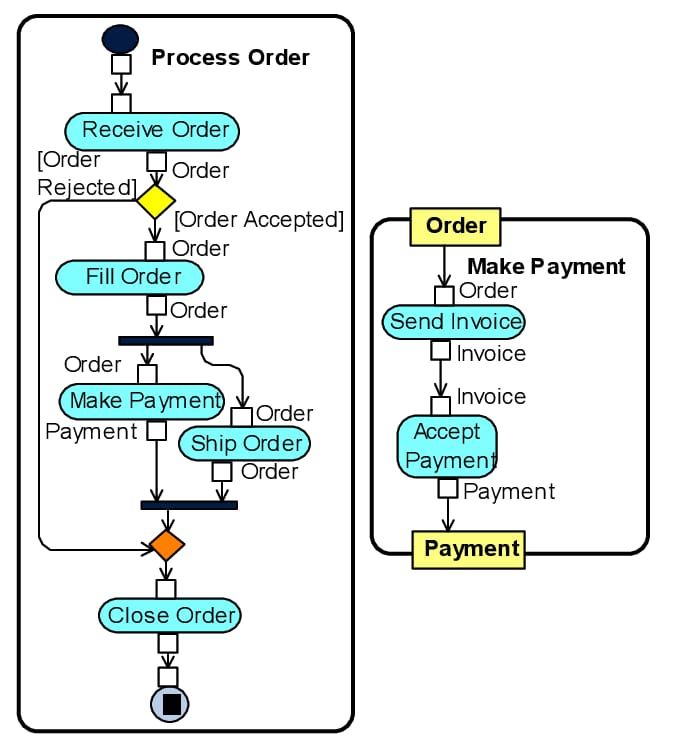 Process Order
Receive Order
[Order
Rejected]
Order
[Order Accepted]
Order
Fill Order
Order
Order
Make Payment
Order
Payment
Ship Order
Order
Close Order
Order
Make Payment
Order
Send Invoice
Invoice
Invoice
Accept
Payment
Payment
Payment